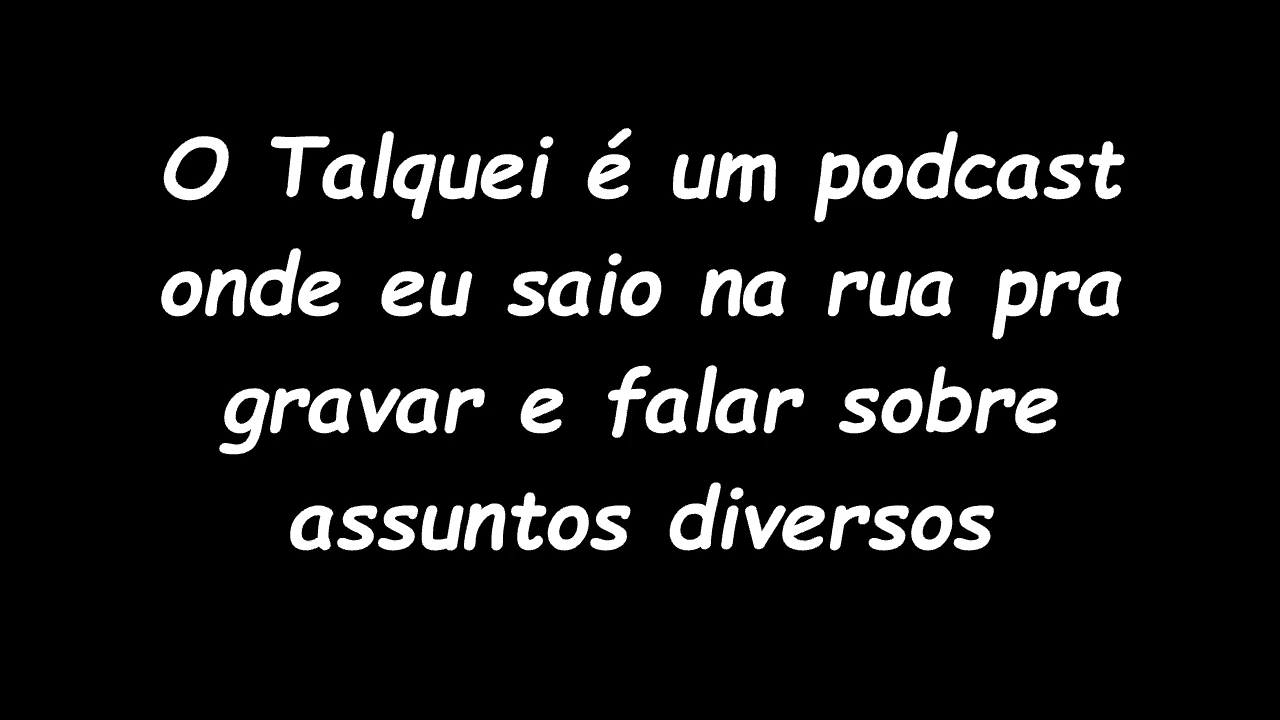 O Talquei é um podcast
onde eu saio na rua pra
gravar e falar sobre
assuntos diversos